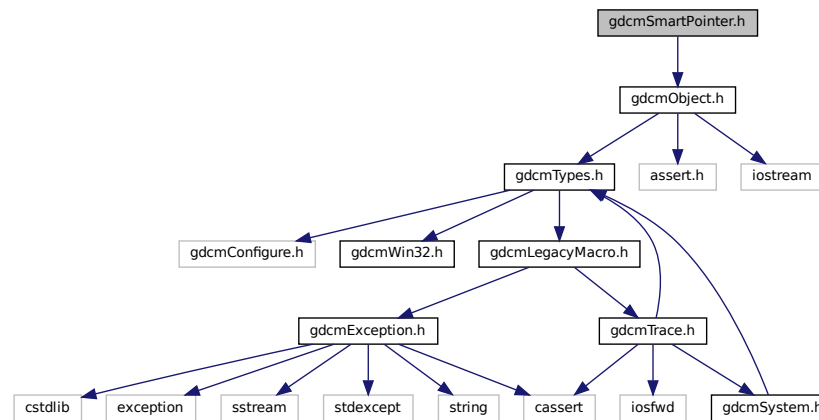 gdcmSmartPointer.h
gdcmObject.h
gdcmTypes.h
assert.h
iostream
gdcmConfigure.h
gdcmWin32.h
gdcmLegacyMacro.h
gdcmException.h
gdcmTrace.h
cstdlib
exception
sstream
stdexcept
string
cassert
iosfwd
gdcmSystem.h